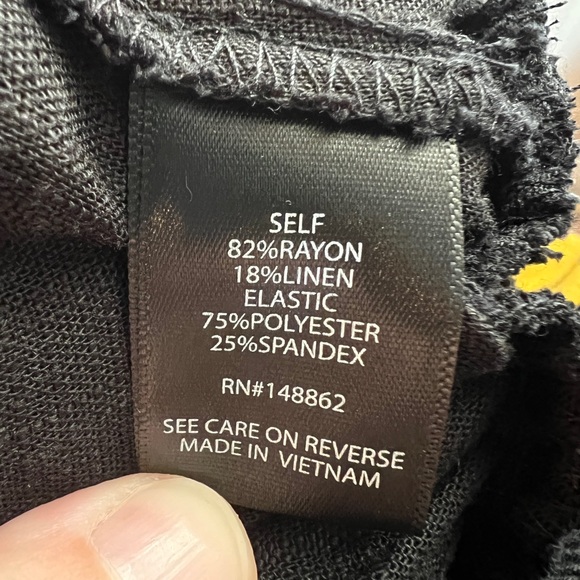 SELF
82%RAYON
18%LINEN
ELASTIC
75%POLYESTER
25%SPANDEX
RN#148862
SEE CARE ON REVERSE
MADE IN VIETNAM